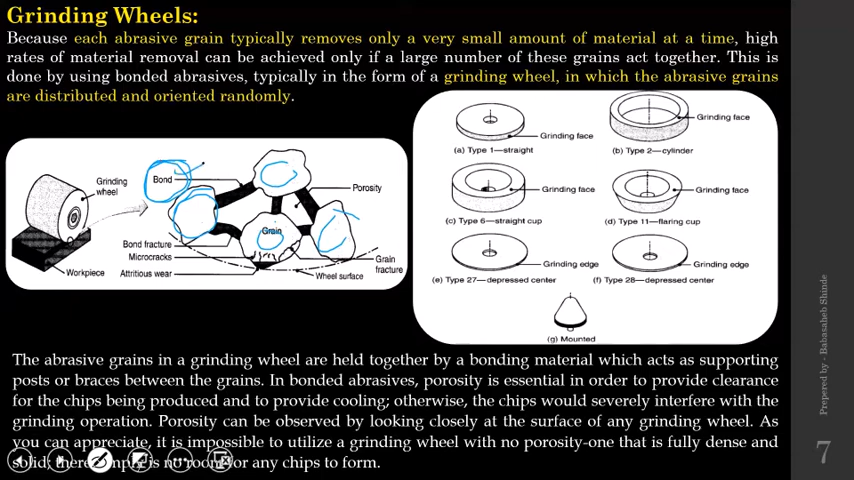 Grinding Wheels:
Because each abrasive grain typically removes only a very small amount of material at a time, high
rates of material removal can be achieved only if a large number of these grains act together. This is
done by using bonded abrasives, typically in the form of a grinding wheel, in which the abrasive grains
are distributed and oriented randomly.
Grinding
wheel
Workpiece
Bond
Porosity
Grain
Bond fracture
Microcracks
Attritious wear
Grain
fracture
Wheel surface
Grinding face
(a) Type 1—straight
Grinding face
(b) Type 2—cylinder
Grinding face
(c) Type 6—straight cup
Grinding face
(d) Type 11—flaring cup
Grinding edge
(e) Type 27—depressed center
Grinding edge
(f) Type 28—depressed center
(g) Mounted
The abrasive grains in a grinding wheel are held together by a bonding material which acts as supporting
posts or braces between the grains. In bonded abrasives, porosity is essential in order to provide clearance
for the chips being produced and to provide cooling; otherwise, the chips would severely interfere with the
grinding operation. Porosity can be observed by looking closely at the surface of any grinding wheel. As
you can appreciate, it is impossible to utilize a grinding wheel with no porosity-one that is fully dense and
solid; is no room for any chips to form.
Prepered by - Babasaheb Shinde
7